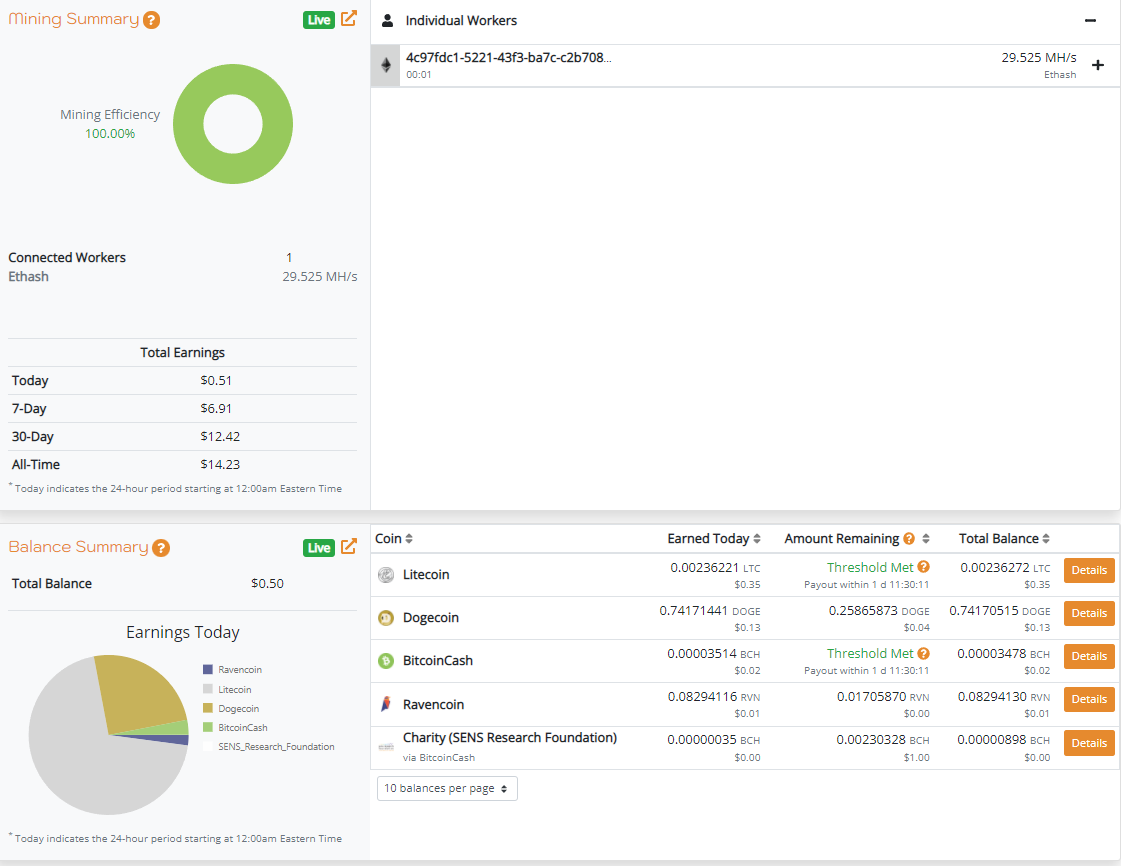 Mining Summary ?
Live
Mining Efficiency
100.00%
Connected Workers 1
Ethash 29.525 MH/s
Total Earnings
Today $0.51
7-Day $6.91
30-Day $12.42
All-Time $14.23
* Today indicates the 24-hour period starting at 12:00am Eastern Time
Individual Workers
4c97fdc1-5221-43f3-ba7c-c2b708... 29.525 MH/s
00:01 Ethash
Balance Summary ?
Live
Total Balance $0.50
Earnings Today
Ravencoin
Litecoin
Dogecoin
BitcoinCash
SENS_Research_Foundation
* Today indicates the 24-hour period starting at 12:00am Eastern Time
Coin Earned Today Amount Remaining ? Total Balance
Litecoin 0.00236221 LTC Threshold Met ? 0.00236272 LTC Details
$0.35 Payout within 1 d 11:30:11 $0.35
Dogecoin 0.74171441 DOGE 0.25865873 DOGE 0.74170515 DOGE Details
$0.13 $0.04 $0.13
BitcoinCash 0.00003514 BCH Threshold Met ? 0.00003478 BCH Details
$0.02 Payout within 1 d 11:30:11 $0.02
Ravencoin 0.08294116 RVN 0.01705870 RVN 0.08294130 RVN Details
$0.01 $0.00 $0.01
Charity (SENS Research Foundation) 0.00000035 BCH 0.00230328 BCH 0.00000898 BCH Details
via BitcoinCash $0.00 $1.00 $0.00
10 balances per page